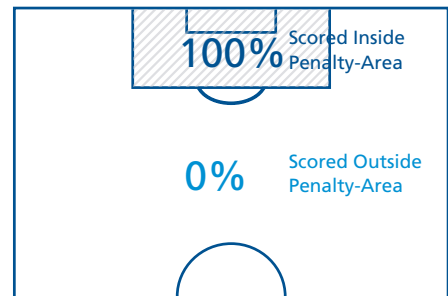 100%
Scored Inside
Penalty-Area
0%
Scored Outside
Penalty-Area